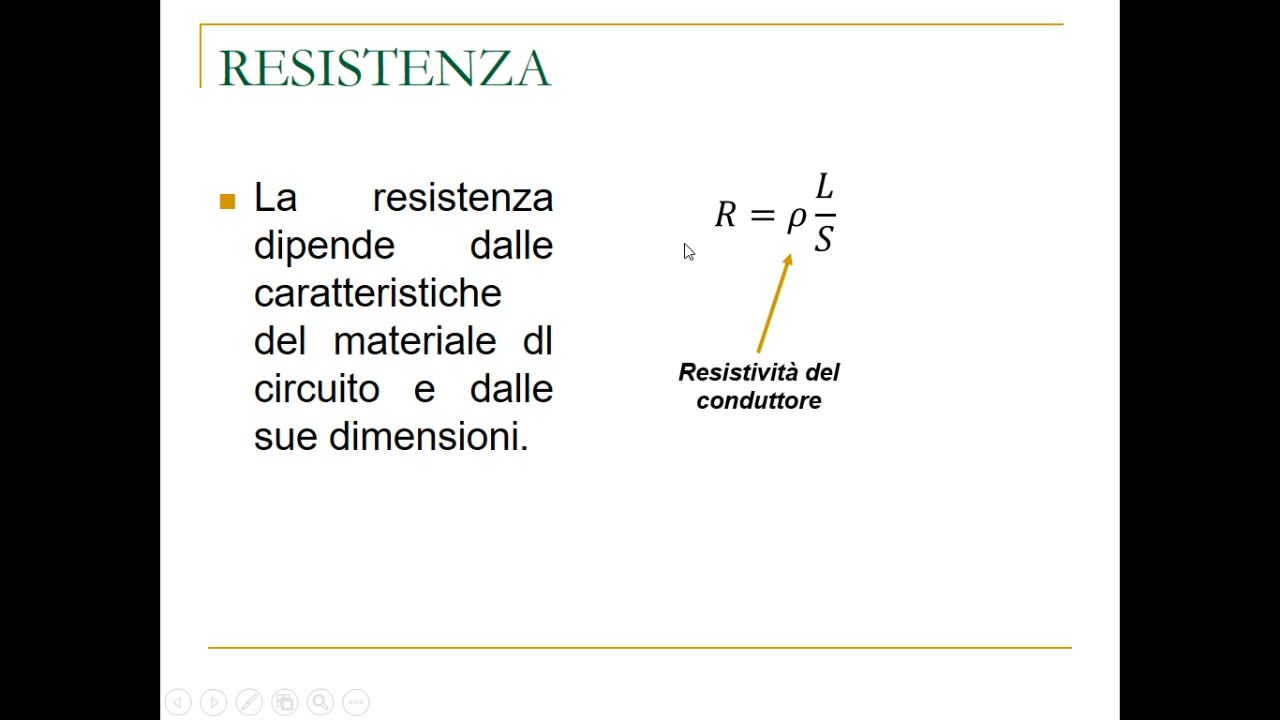 RESISTENZA
La resistenza
dipende dalle
caratteristiche
del materiale dl
circuito e dalle
sue dimensioni.
R = ρ L/S
Resistività del
conduttore